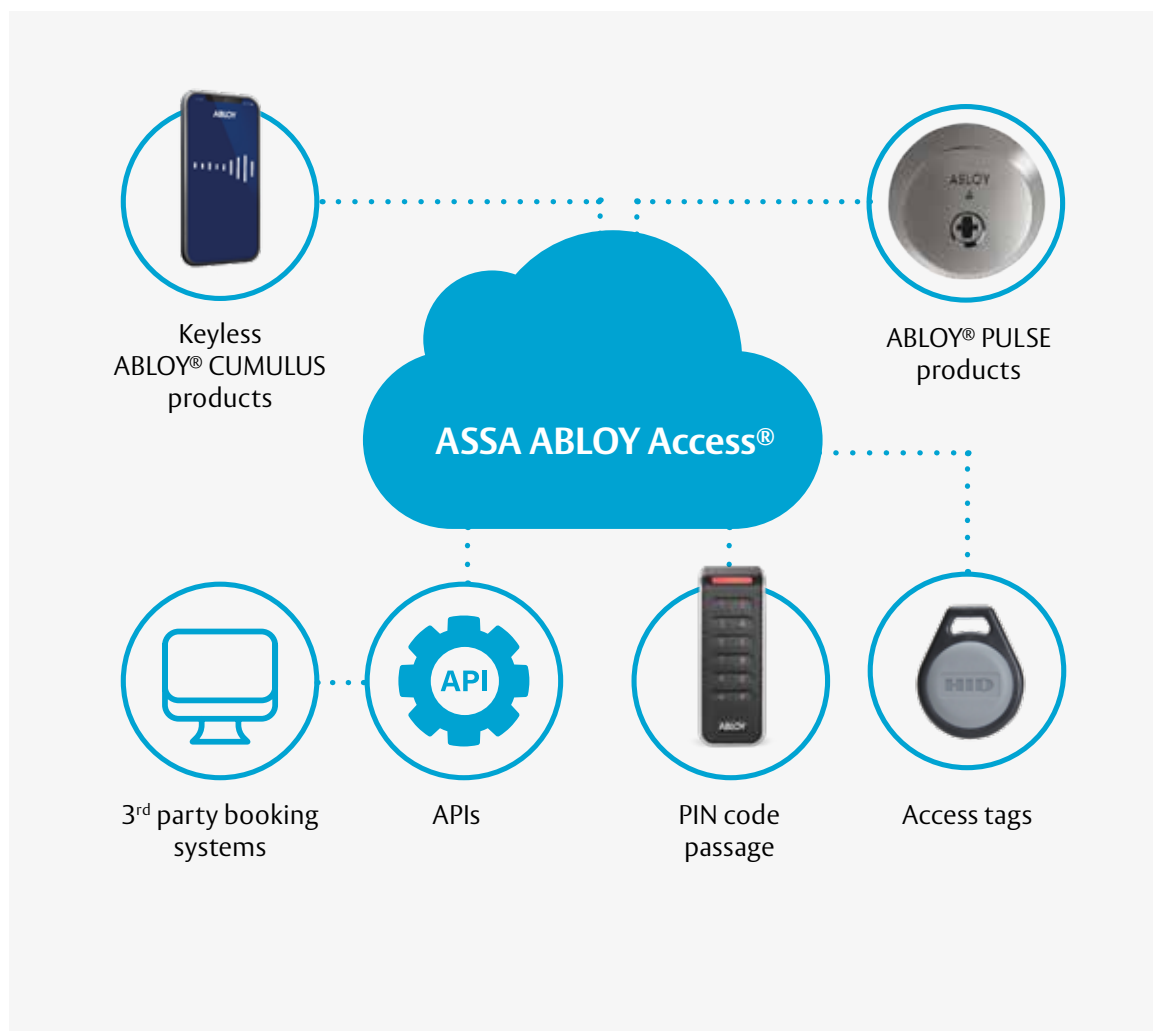 ABLOY
ABLOY
Keyless
ABLOY® CUMULUS
products
ABLOY® PULSE
products
ASSA ABLOY Access®
API
ABLOY
HID
3rd party booking
systems
APIs
PIN code
passage
Access tags